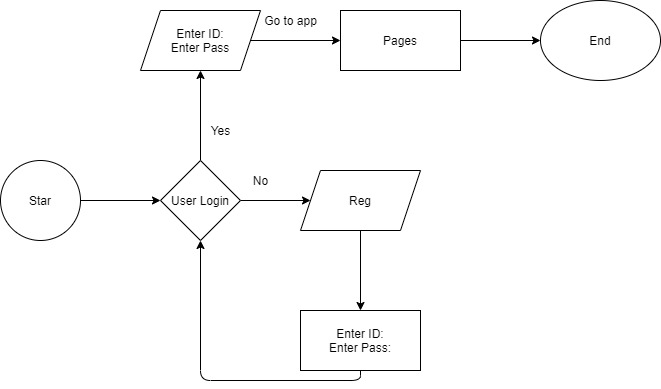 Enter ID:
Enter Pass
Go to app
Pages
End
Yes
Star
User Login
No
Reg
Enter ID:
Enter Pass: